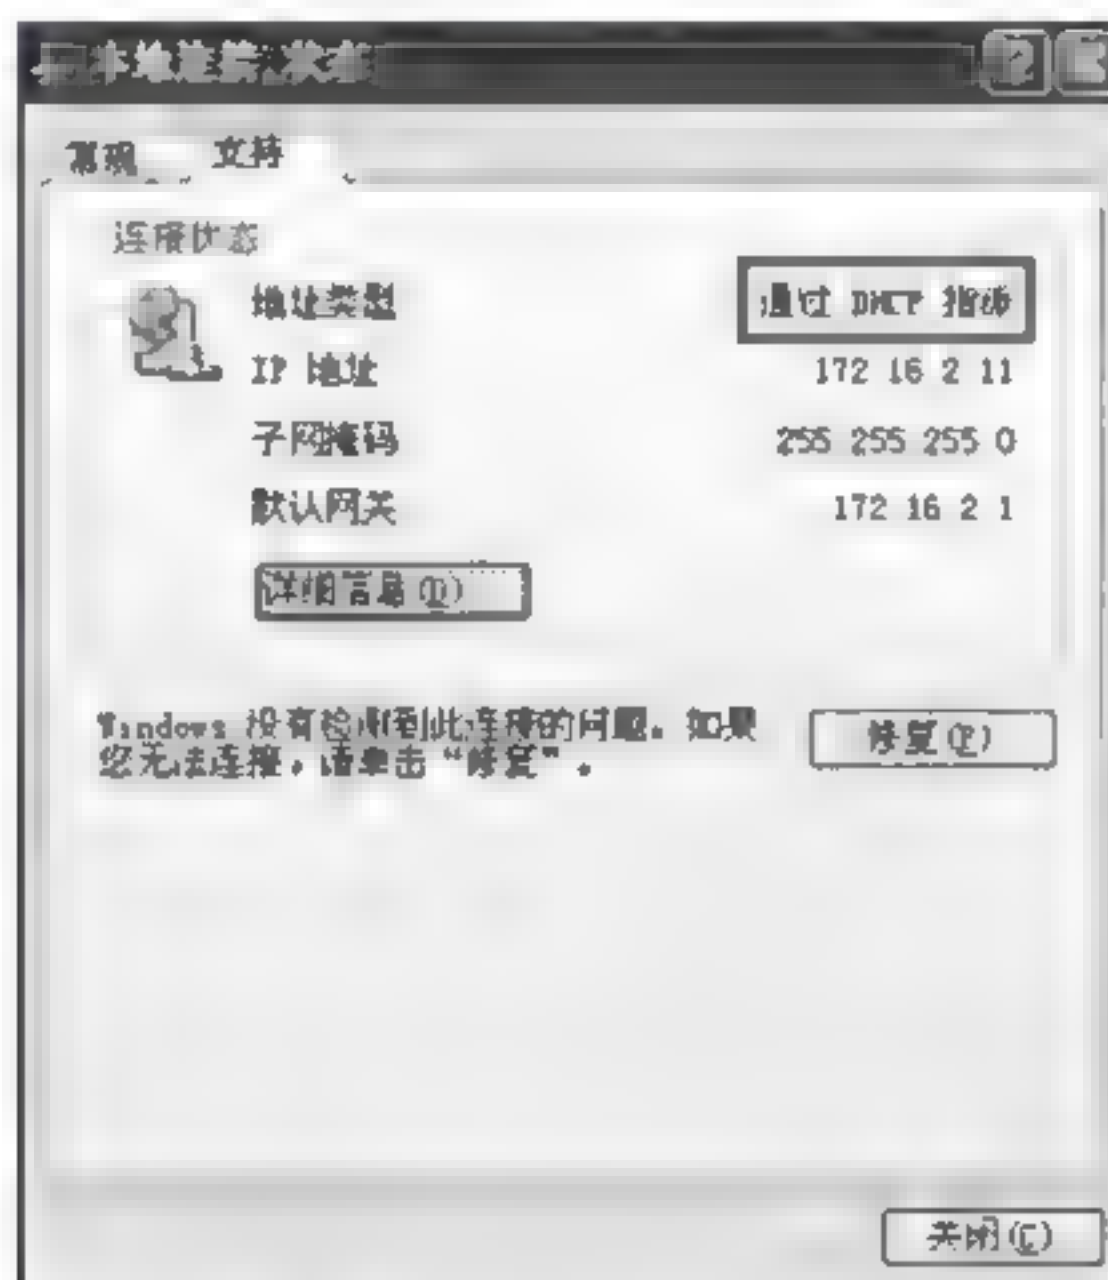 本地连接 状态
常规 支持
连接状态
地址类型 通过 DHCP 指派
IP 地址 172 16 2 11
子网掩码 255 255 255 0
默认网关 172 16 2 1
详细信息(D)
Windows 没有检测到此连接的问题。如果
您无法连接，请单击“修复”。
修复(P)
关闭(C)